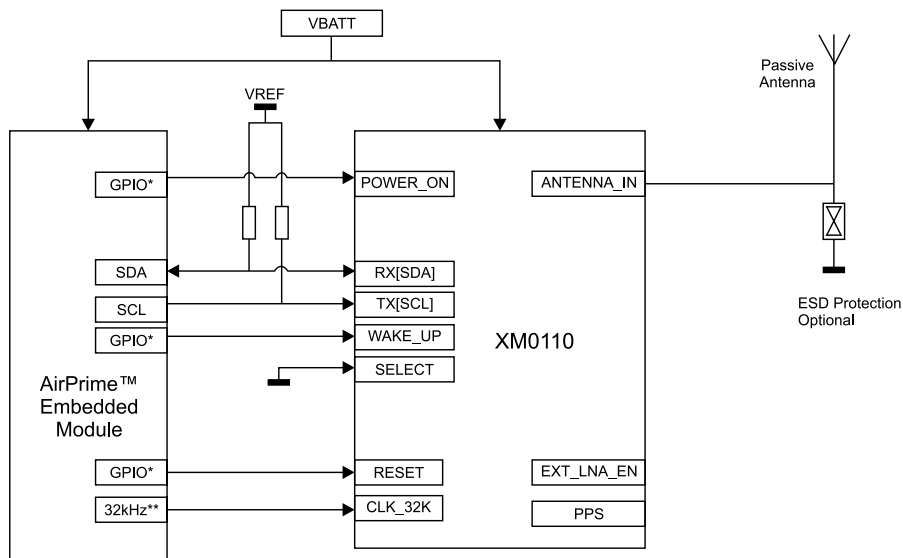 VBATT
Passive
Antenna
VREF
GPIO*
POWER_ON
ANTENNA_IN
SDA
RX[SDA]
SCL
TX[SCL]
ESD Protection
Optional
GPIO*
WAKE_UP
XM0110
SELECT
AirPrime™
Embedded
Module
GPIO*
RESET
EXT_LNA_EN
32kHz**
CLK_32K
PPS